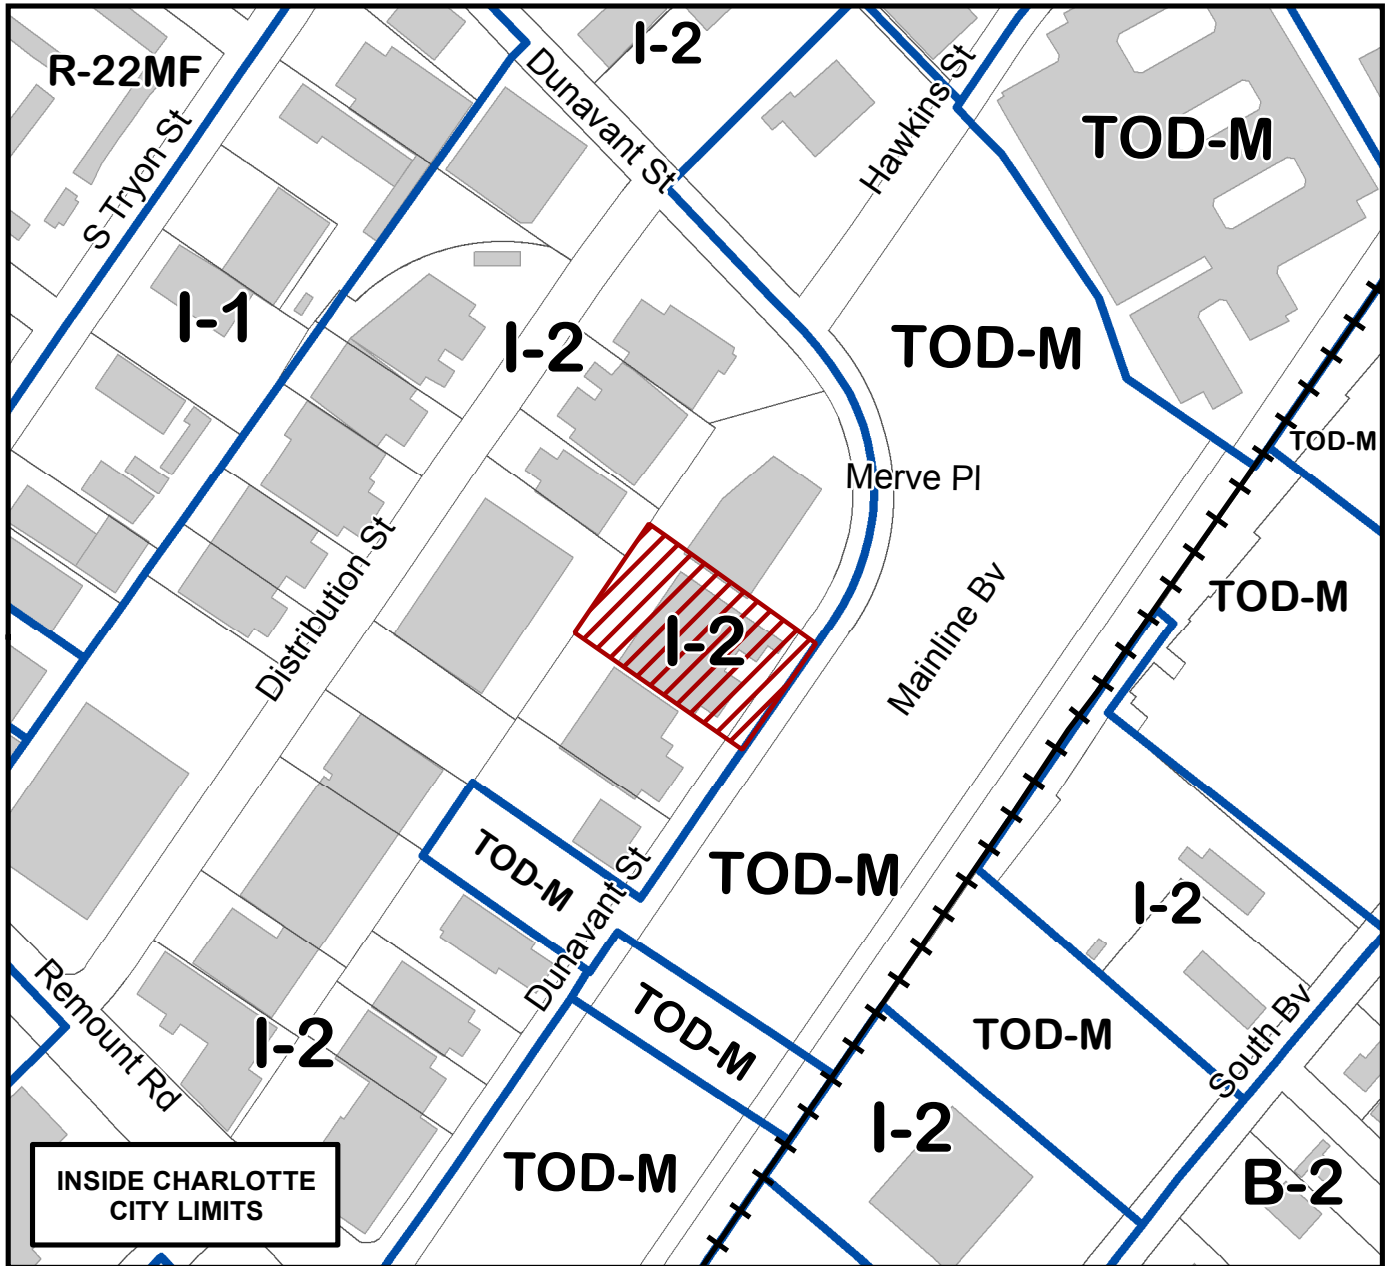 I-2
R-22MF
Dunavant St
Hawkins St
TOD-M
S Tryon St
I-1
I-2
TOD-M
TOD-M
Merve Pl
Distribution St
Mainline Bv
TOD-M
I-2
TOD-M
TOD-M
Dunavant St
I-2
Remount Rd
I-2
TOD-M
TOD-M
South Bv
I-2
TOD-M
B-2
INSIDE CHARLOTTE
CITY LIMITS